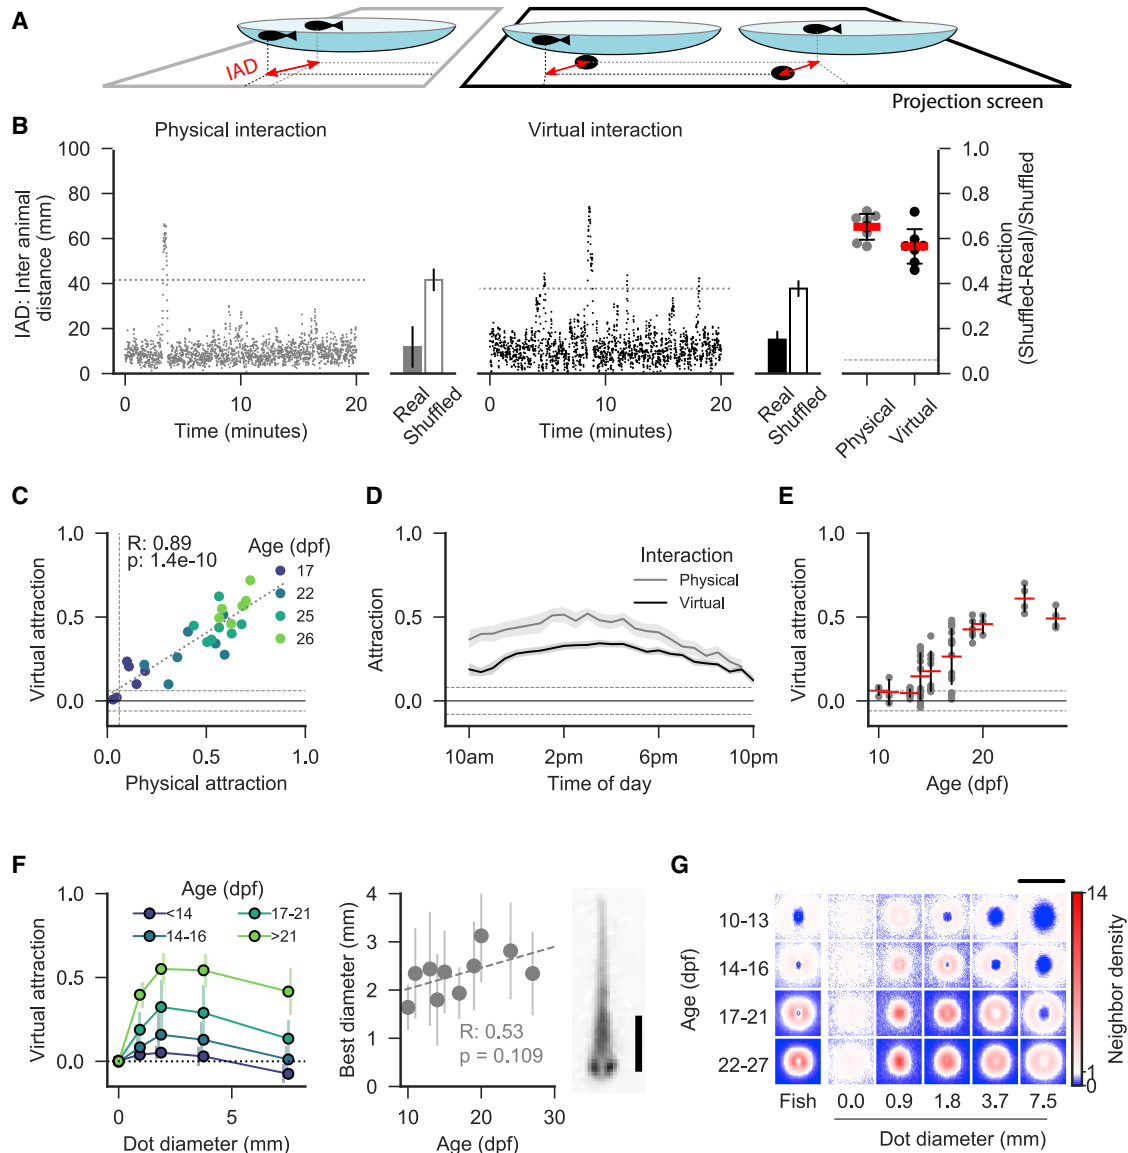 A
IAD
Projection screen
B
Physical interaction
Virtual interaction
IAD: Inter animal
distance (mm)
100
80
60
40
20
0
0
10
20
Time (minutes)
Real
Shuffled
0
10
20
Time (minutes)
Real
Shuffled
Physical
Virtual
1.0
0.8
0.6
0.4
0.2
0.0
Attraction
(Shuffled-Real)/Shuffled
C
Virtual attraction
1.0
0.5
0.0
R: 0.89
p: 1.4e-10
Age (dpf)
17
22
25
26
0.0
0.5
1.0
Physical attraction
D
Attraction
1.0
0.5
0.0
Interaction
Physical
Virtual
10am
2pm
6pm
10pm
Time of day
E
Virtual attraction
1.0
0.5
0.0
10
20
Age (dpf)
F
Virtual attraction
1.0
0.5
0.0
Age (dpf)
<14
14-16
17-21
>21
0
5
Dot diameter (mm)
Best diameter (mm)
4
3
2
1
0
R: 0.53
p = 0.109
10
20
30
Age (dpf)
G
Age (dpf)
10-13
14-16
17-21
22-27
Fish
0.0
0.9
1.8
3.7
7.5
Dot diameter (mm)
14
1
0
Neighbor density